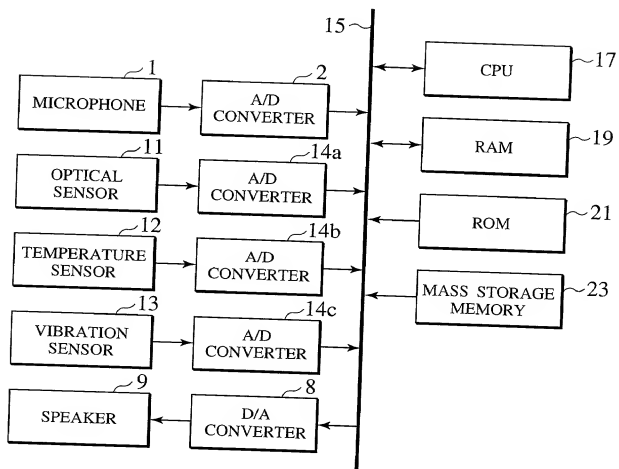 15
1
MICROPHONE
2
A/D
CONVERTER
CPU
17
11
OPTICAL
SENSOR
14a
A/D
CONVERTER
RAM
19
12
TEMPERATURE
SENSOR
14b
A/D
CONVERTER
ROM
21
13
VIBRATION
SENSOR
14c
A/D
CONVERTER
MASS STORAGE
MEMORY
23
9
SPEAKER
8
D/A
CONVERTER